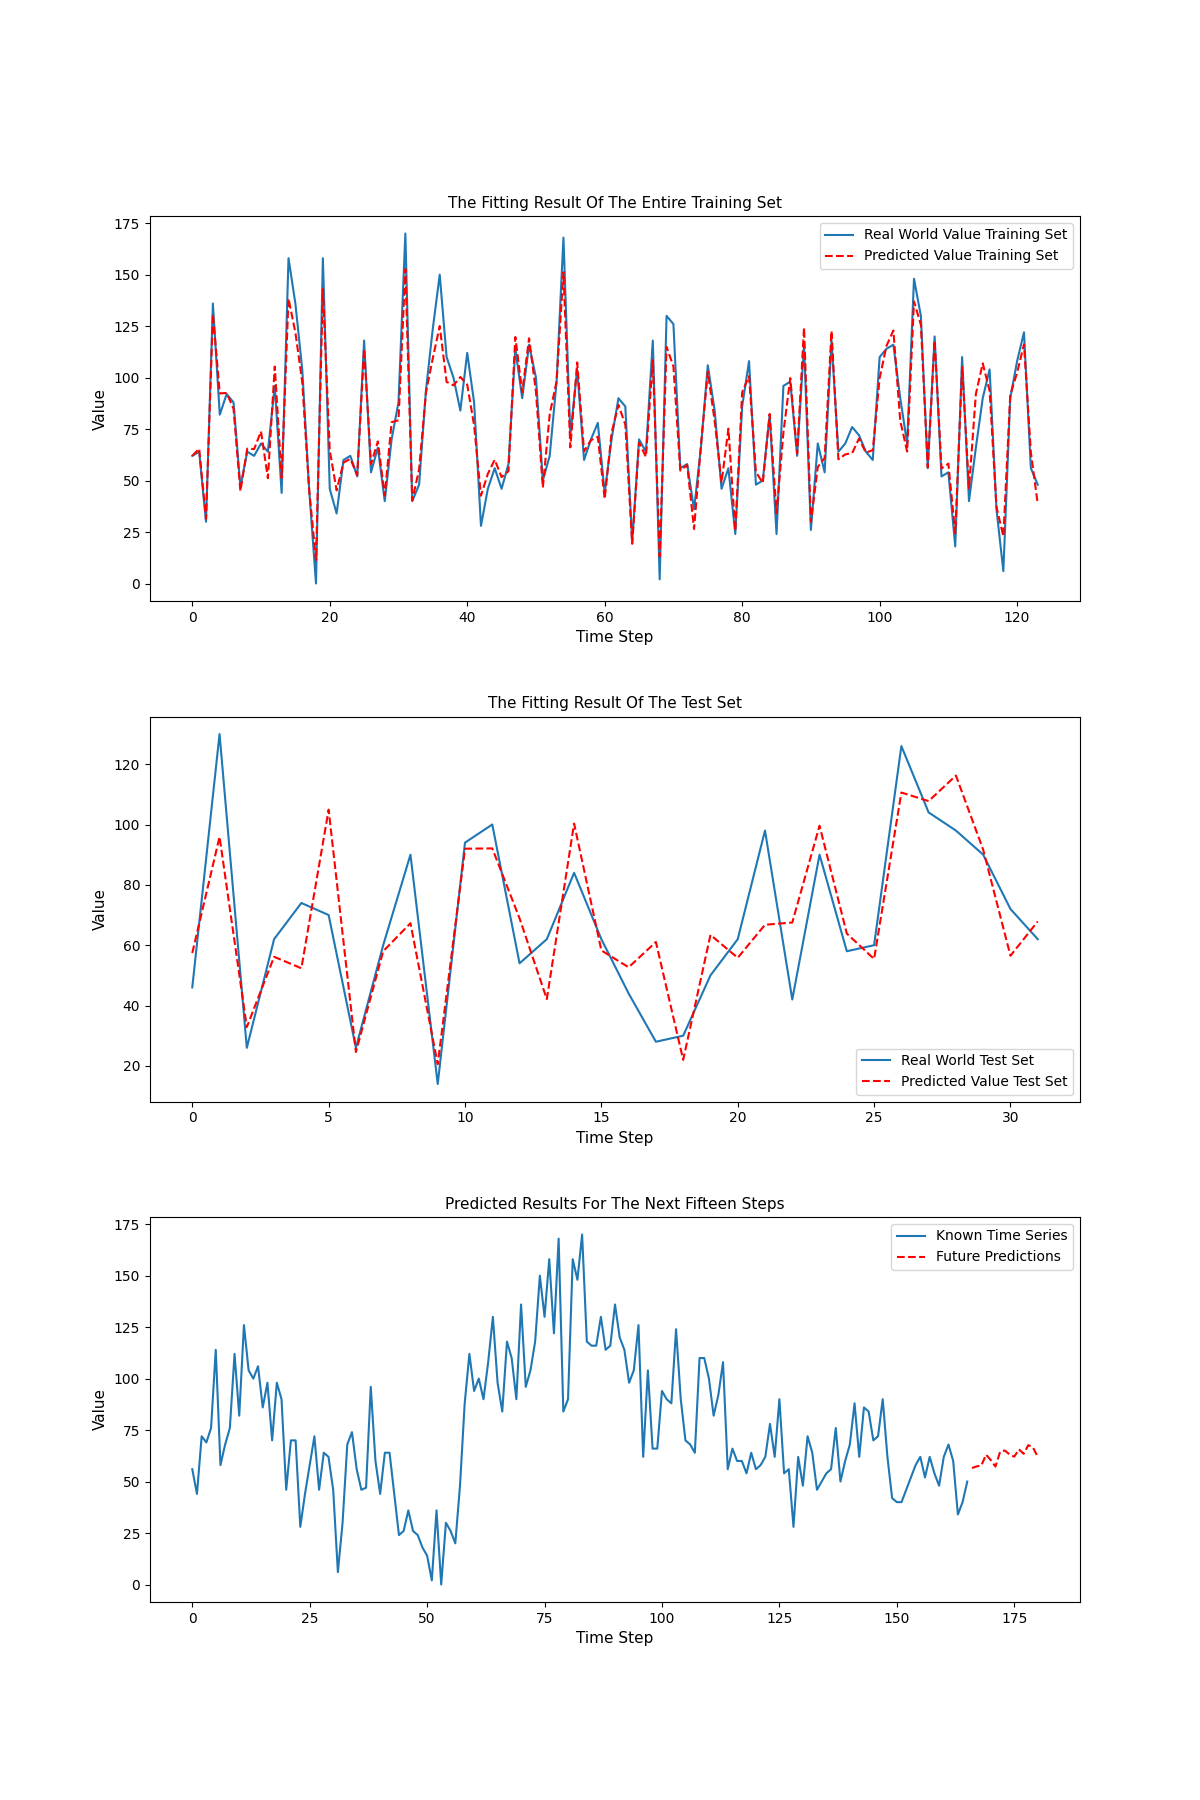 The Fitting Result Of The Entire Training Set
175
150
125
100
75
50
25
0
Value
Real World Value Training Set
Predicted Value Training Set
0 20 40 60 80 100 120
Time Step
The Fitting Result Of The Test Set
120
100
80
60
40
20
Value
Real World Test Set
Predicted Value Test Set
0 5 10 15 20 25 30
Time Step
Predicted Results For The Next Fifteen Steps
175
150
125
100
75
50
25
0
Value
Known Time Series
Future Predictions
0 25 50 75 100 125 150 175
Time Step